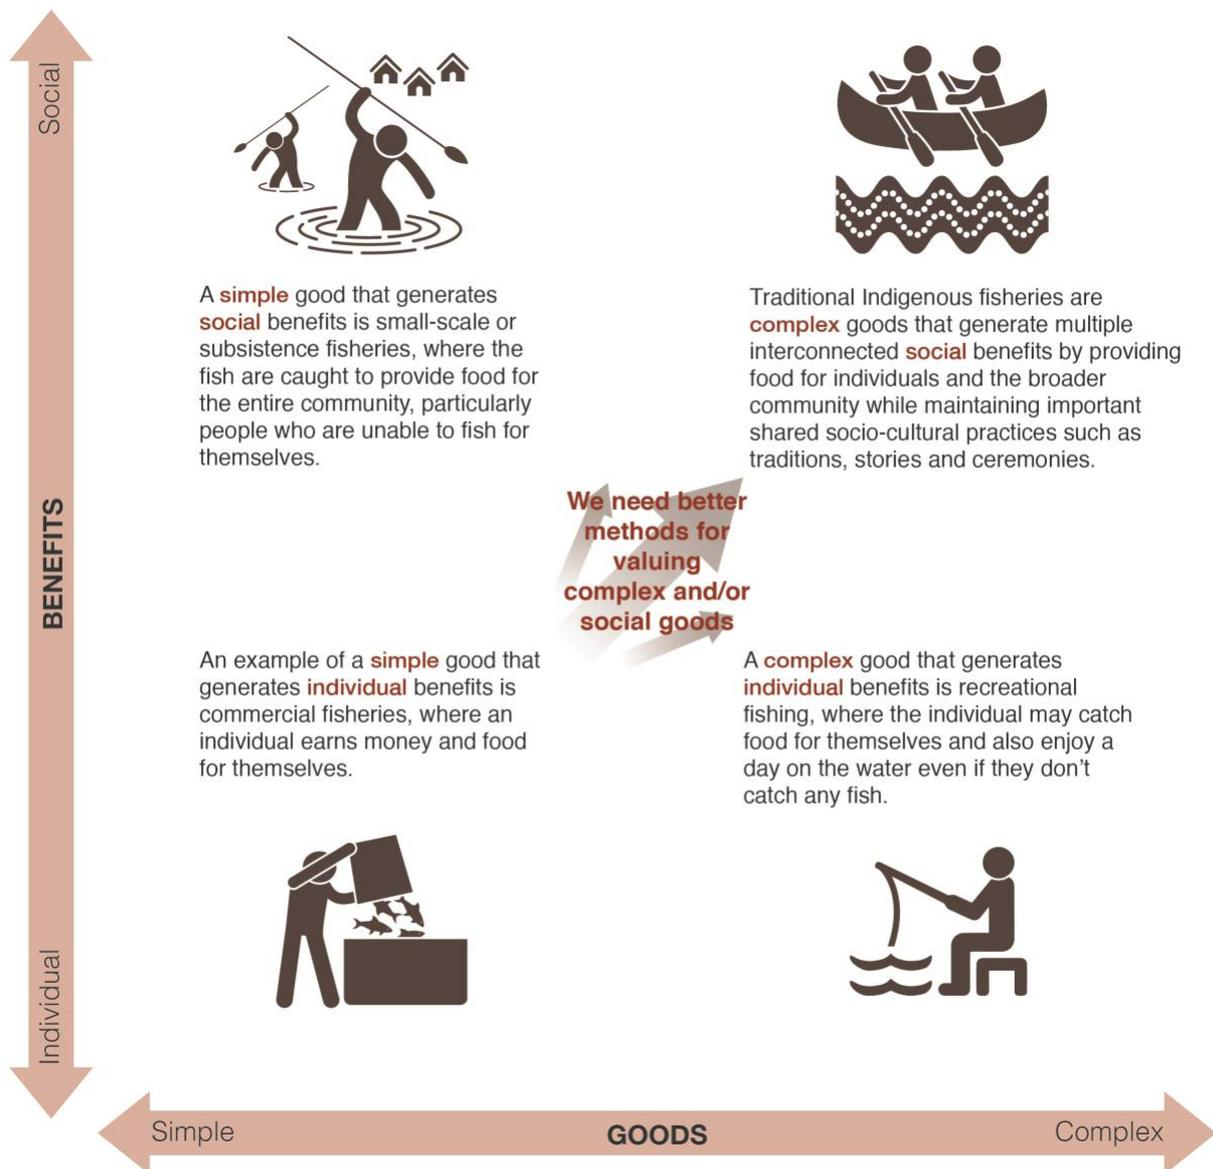 Social
A simple good that generates
social benefits is small-scale or
subsistence fisheries, where the
fish are caught to provide food for
the entire community, particularly
people who are unable to fish for
themselves.
Traditional Indigenous fisheries are
complex goods that generate multiple
interconnected social benefits by providing
food for individuals and the broader
community while maintaining important
shared socio-cultural practices such as
traditions, stories and ceremonies.
We need better
methods for
valuing
complex and/or
social goods
BENEFITS
An example of a simple good that
generates individual benefits is
commercial fisheries, where an
individual earns money and food
for themselves.
A complex good that generates
individual benefits is recreational
fishing, where the individual may catch
food for themselves and also enjoy a
day on the water even if they don't
catch any fish.
Individual
Simple
GOODS
Complex